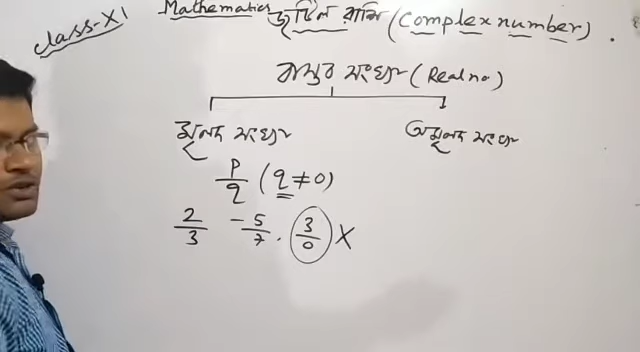 Class-XI Mathematics জটিল রাশি (Complex number).
বাস্তব সংখ্যা (Real no)
মূলদ সংখ্যা অমূলদ সংখ্যা
p/q (q≠0)
2/3 -5/7 . 3/0 X